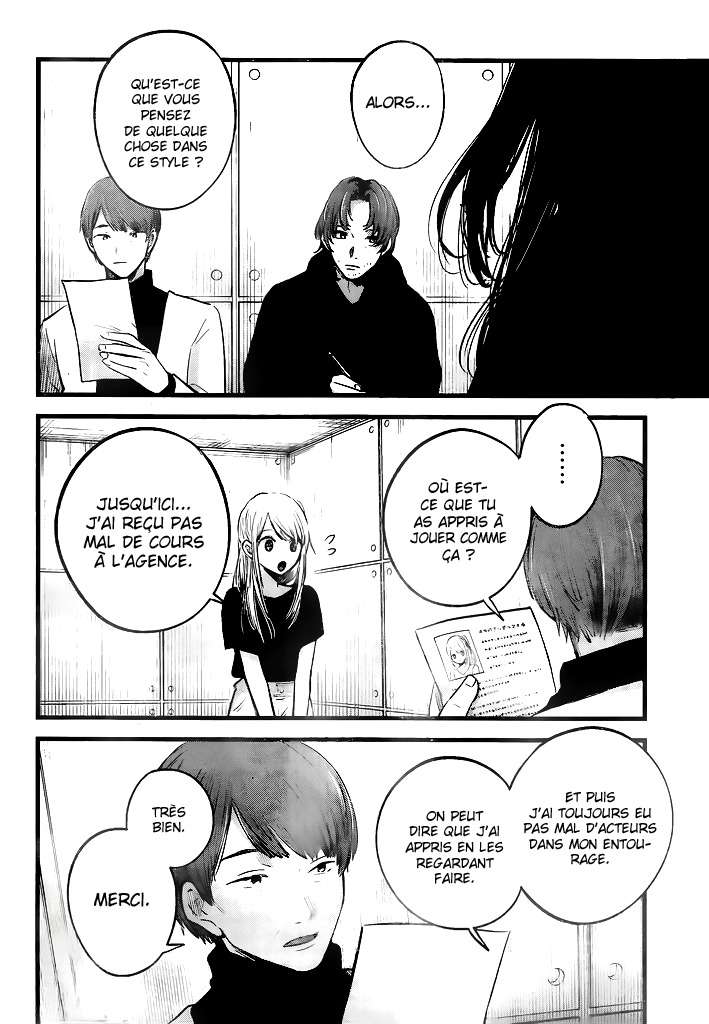 ALORS...
QU'EST-CE
QUE VOUS
PENSEZ
DE QUELQUE
CHOSE DANS
CE STYLE ?
......
OÙ EST-
CE QUE TU
AS APPRIS À
JOUER COMME
ÇA ?
JUSQU'ICI...
J'AI REÇU PAS
MAL DE COURS
À L'AGENCE.
ET PUIS
J'AI TOUJOURS EU
PAS MAL D'ACTEURS
DANS MON ENTOU-
RAGE.
ON PEUT
DIRE QUE J'AI
APPRIS EN LES
REGARDANT
FAIRE.
TRÈS
BIEN.
MERCI.